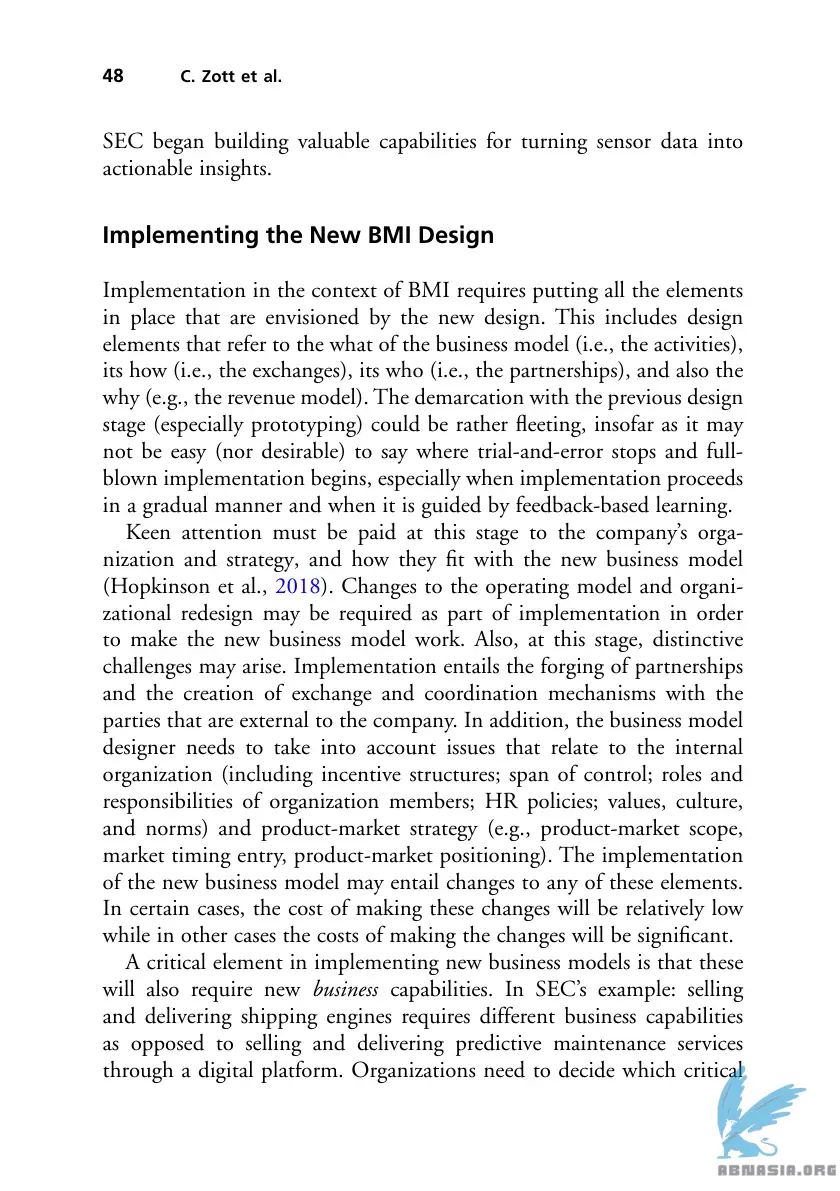 48 C. Zott et al.
SEC began building valuable capabilities for turning sensor data into
actionable insights.
Implementing the New BMI Design
Implementation in the context of BMI requires putting all the elements
in place that are envisioned by the new design. This includes design
elements that refer to the what of the business model (i.e., the activities),
its how (i.e., the exchanges), its who (i.e., the partnerships), and also the
why (e.g., the revenue model). The demarcation with the previous design
stage (especially prototyping) could be rather fleeting, insofar as it may
not be easy (nor desirable) to say where trial-and-error stops and full-
blown implementation begins, especially when implementation proceeds
in a gradual manner and when it is guided by feedback-based learning.
Keen attention must be paid at this stage to the company's orga-
nization and strategy, and how they fit with the new business model
(Hopkinson et al., 2018). Changes to the operating model and organi-
zational redesign may be required as part of implementation in order
to make the new business model work. Also, at this stage, distinctive
challenges may arise. Implementation entails the forging of partnerships
and the creation of exchange and coordination mechanisms with the
parties that are external to the company. In addition, the business model
designer needs to take into account issues that relate to the internal
organization (including incentive structures; span of control; roles and
responsibilities of organization members; HR policies; values, culture,
and norms) and product-market strategy (e.g., product-market scope,
market timing entry, product-market positioning). The implementation
of the new business model may entail changes to any of these elements.
In certain cases, the cost of making these changes will be relatively low
while in other cases the costs of making the changes will be significant.
A critical element in implementing new business models is that these
will also require new business capabilities. In SEC's example: selling
and delivering shipping engines requires different business capabilities
as opposed to selling and delivering predictive maintenance services
through a digital platform. Organizations need to decide which critical
ABNASIA.ORG